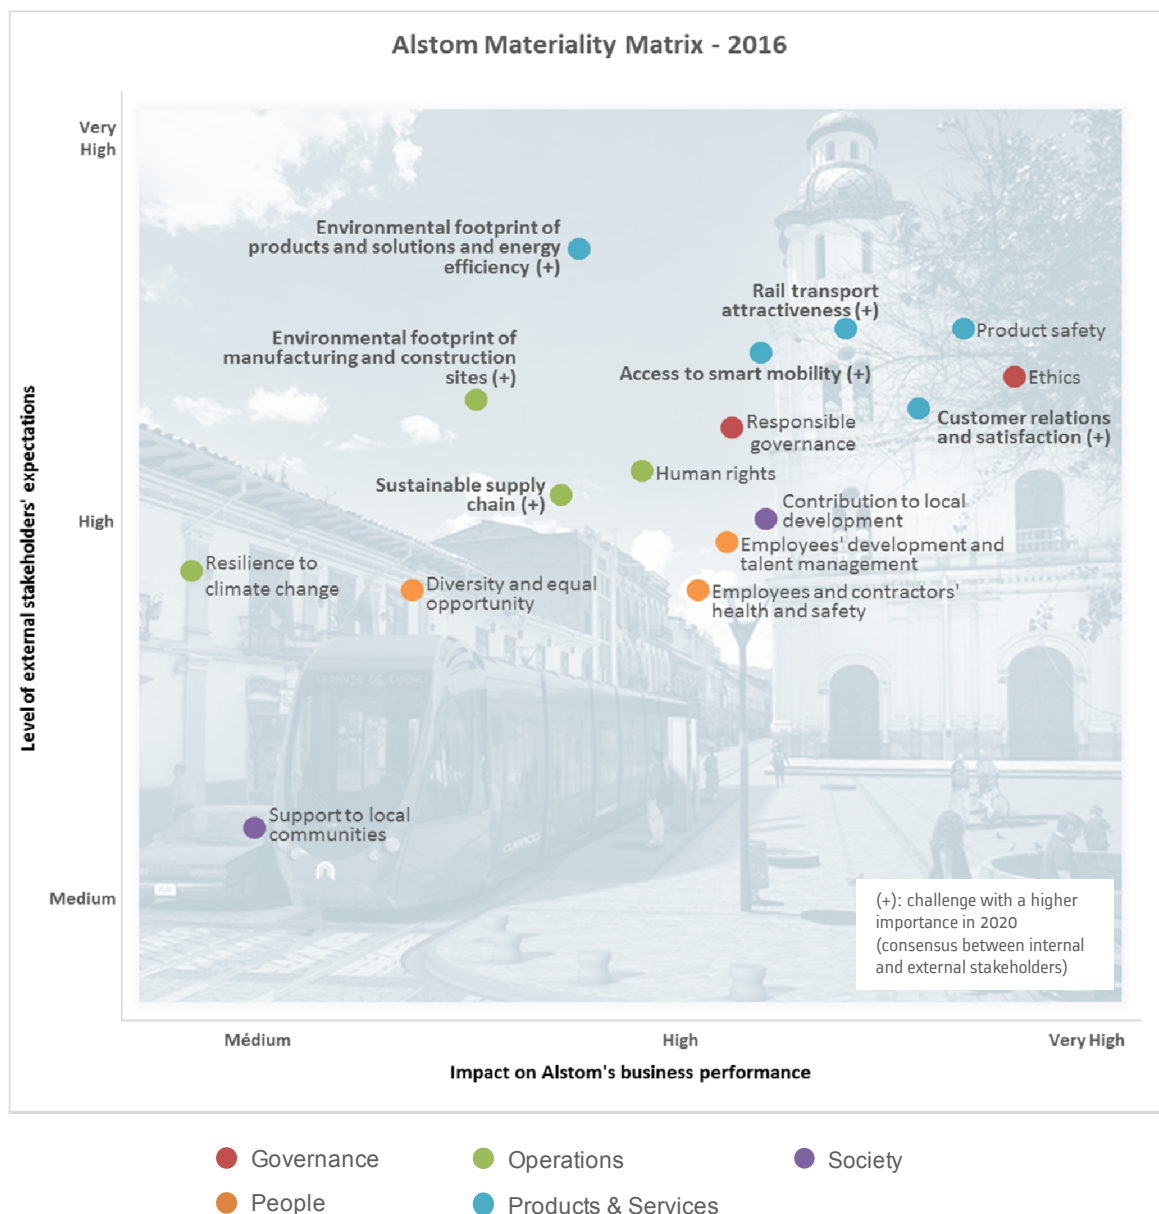 Alstom Materiality Matrix - 2016
Very
High
Environmental footprint of
products and solutions and energy
efficiency (+)
Rail transport
attractiveness (+)
Product safety
Environmental footprint of
manufacturing and construction
sites (+)
Access to smart mobility (+)
Ethics
Customer relations
and satisfaction (+)
Responsible
governance
Human rights
Sustainable supply
chain (+)
Contribution to local
development
High
Employees' development and
talent management
Resilience to
climate change
Diversity and equal
opportunity
Employees and contractors'
health and safety
Level of external stakeholders' expectations
Support to local
communities
Medium
(+): challenge with a higher
importance in 2020
(consensus between internal
and external stakeholders)
Médium
High
Very High
Impact on Alstom's business performance
Governance
Operations
Society
People
Products & Services